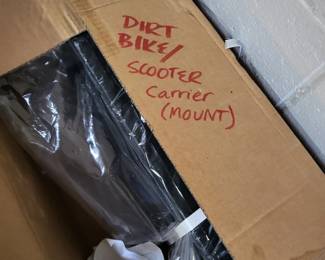 DIRT
BIKE/
SCOOTER
Carrier
(MOUNT)